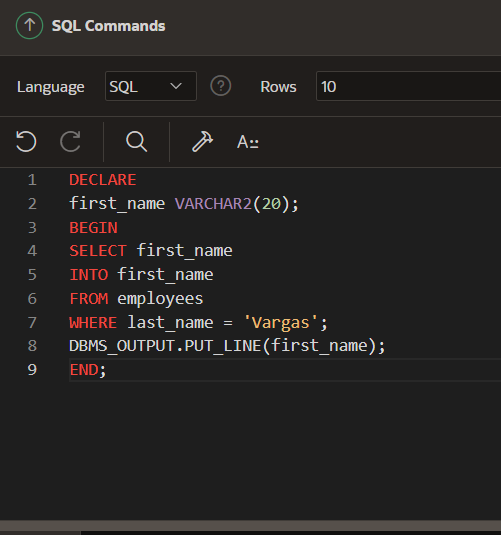 SQL Commands
Language SQL Rows 10
A::
1 DECLARE
2 first_name VARCHAR2(20);
3 BEGIN
4 SELECT first_name
5 INTO first_name
6 FROM employees
7 WHERE last_name = 'Vargas';
8 DBMS_OUTPUT.PUT_LINE(first_name);
9 END;